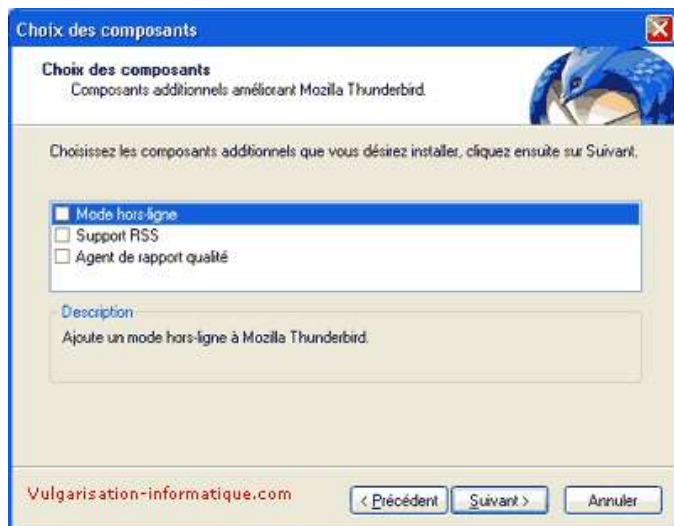 Choix des composants
Choix des composants
Composants additionnels améliorant Mozilla Thunderbird.
Choisissez les composants additionnels que vous désirez installer, cliquez ensuite sur Suivant.
Mode hors-ligne
Support RSS
Agent de rapport qualité
Description
Ajoute un mode hors-ligne à Mozilla Thunderbird.
Vulgarisation-informatique.com
< Précédent
Suivant >
Annuler